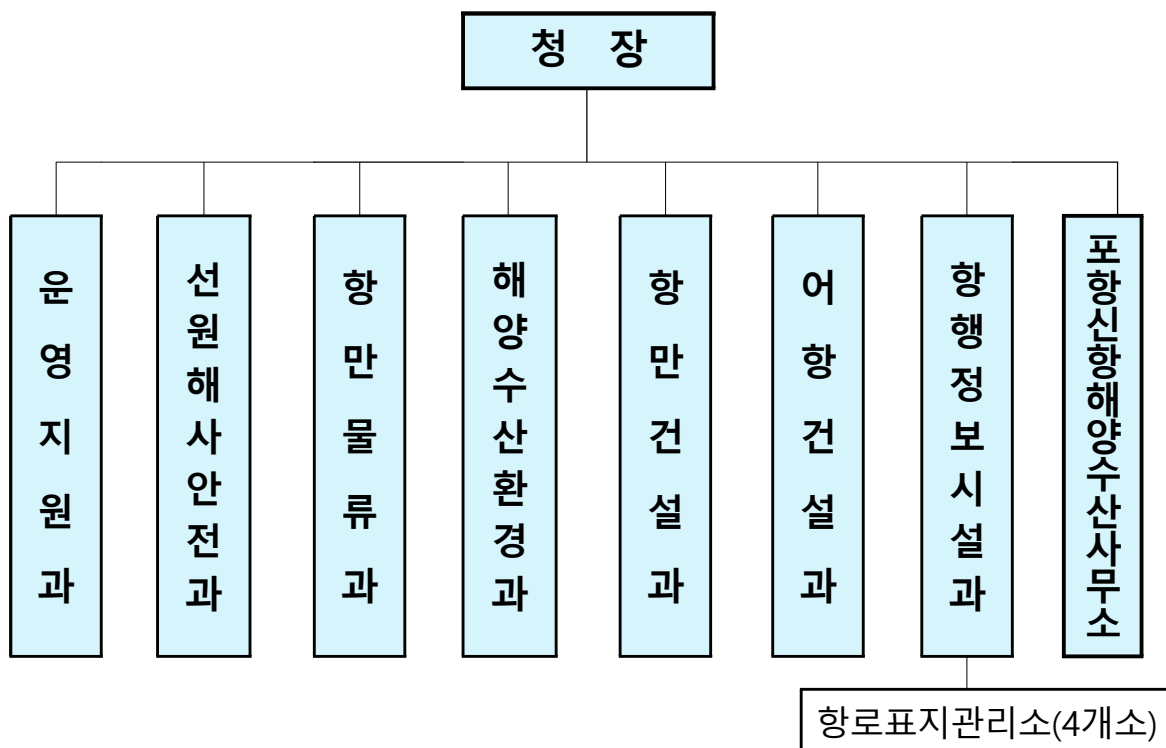 청 장
운영지원과
선원해사안전과
항만물류과
해양수산환경과
항만건설과
어항건설과
항행정보시설과
포항신항해양수산사무소
항로표지관리소(4개소)